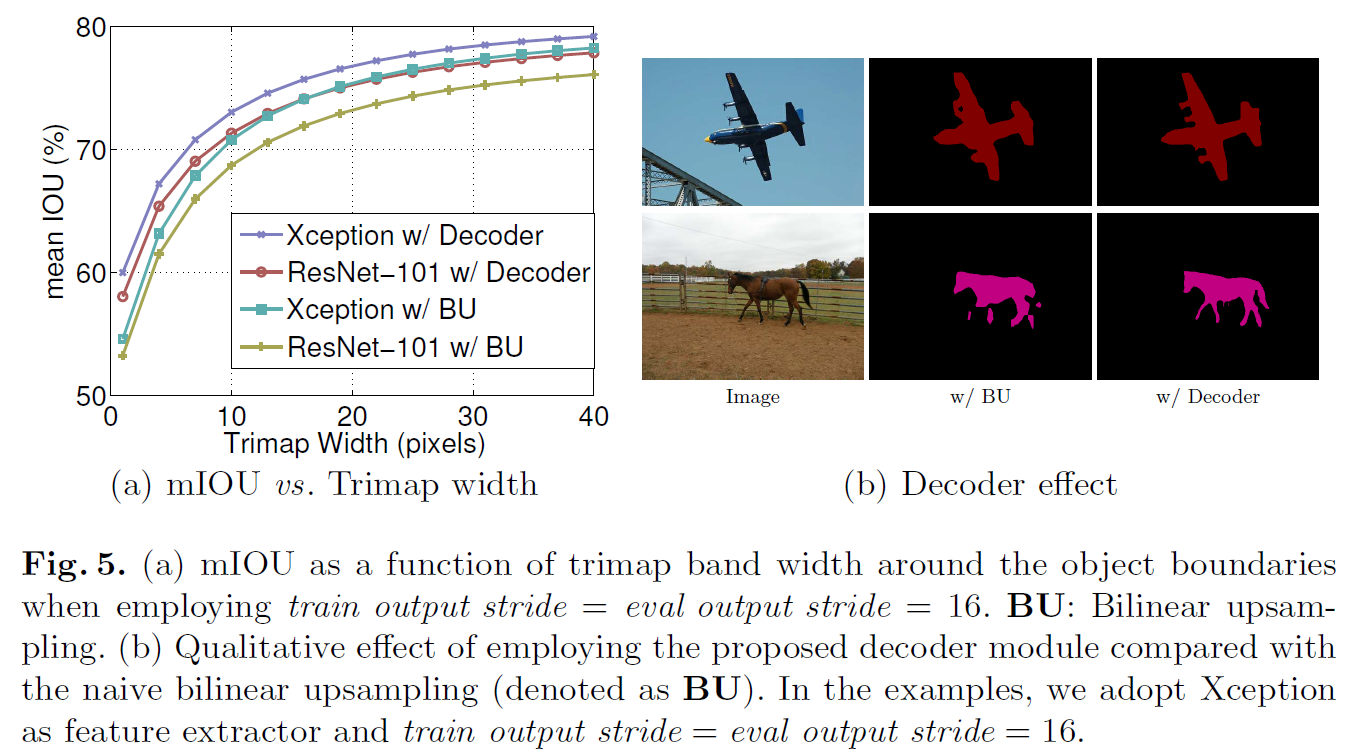 80
70
60
50
mean IOU (%)
Xception w/ Decoder
ResNet−101 w/ Decoder
Xception w/ BU
ResNet−101 w/ BU
0 10 20 30 40
Trimap Width (pixels)
(a) mIOU vs. Trimap width
Image w/ BU w/ Decoder
(b) Decoder effect
Fig. 5. (a) mIOU as a function of trimap band width around the object boundaries
when employing train output stride = eval output stride = 16. BU: Bilinear upsam-
pling. (b) Qualitative effect of employing the proposed decoder module compared with
the naive bilinear upsampling (denoted as BU). In the examples, we adopt Xception
as feature extractor and train output stride = eval output stride = 16.